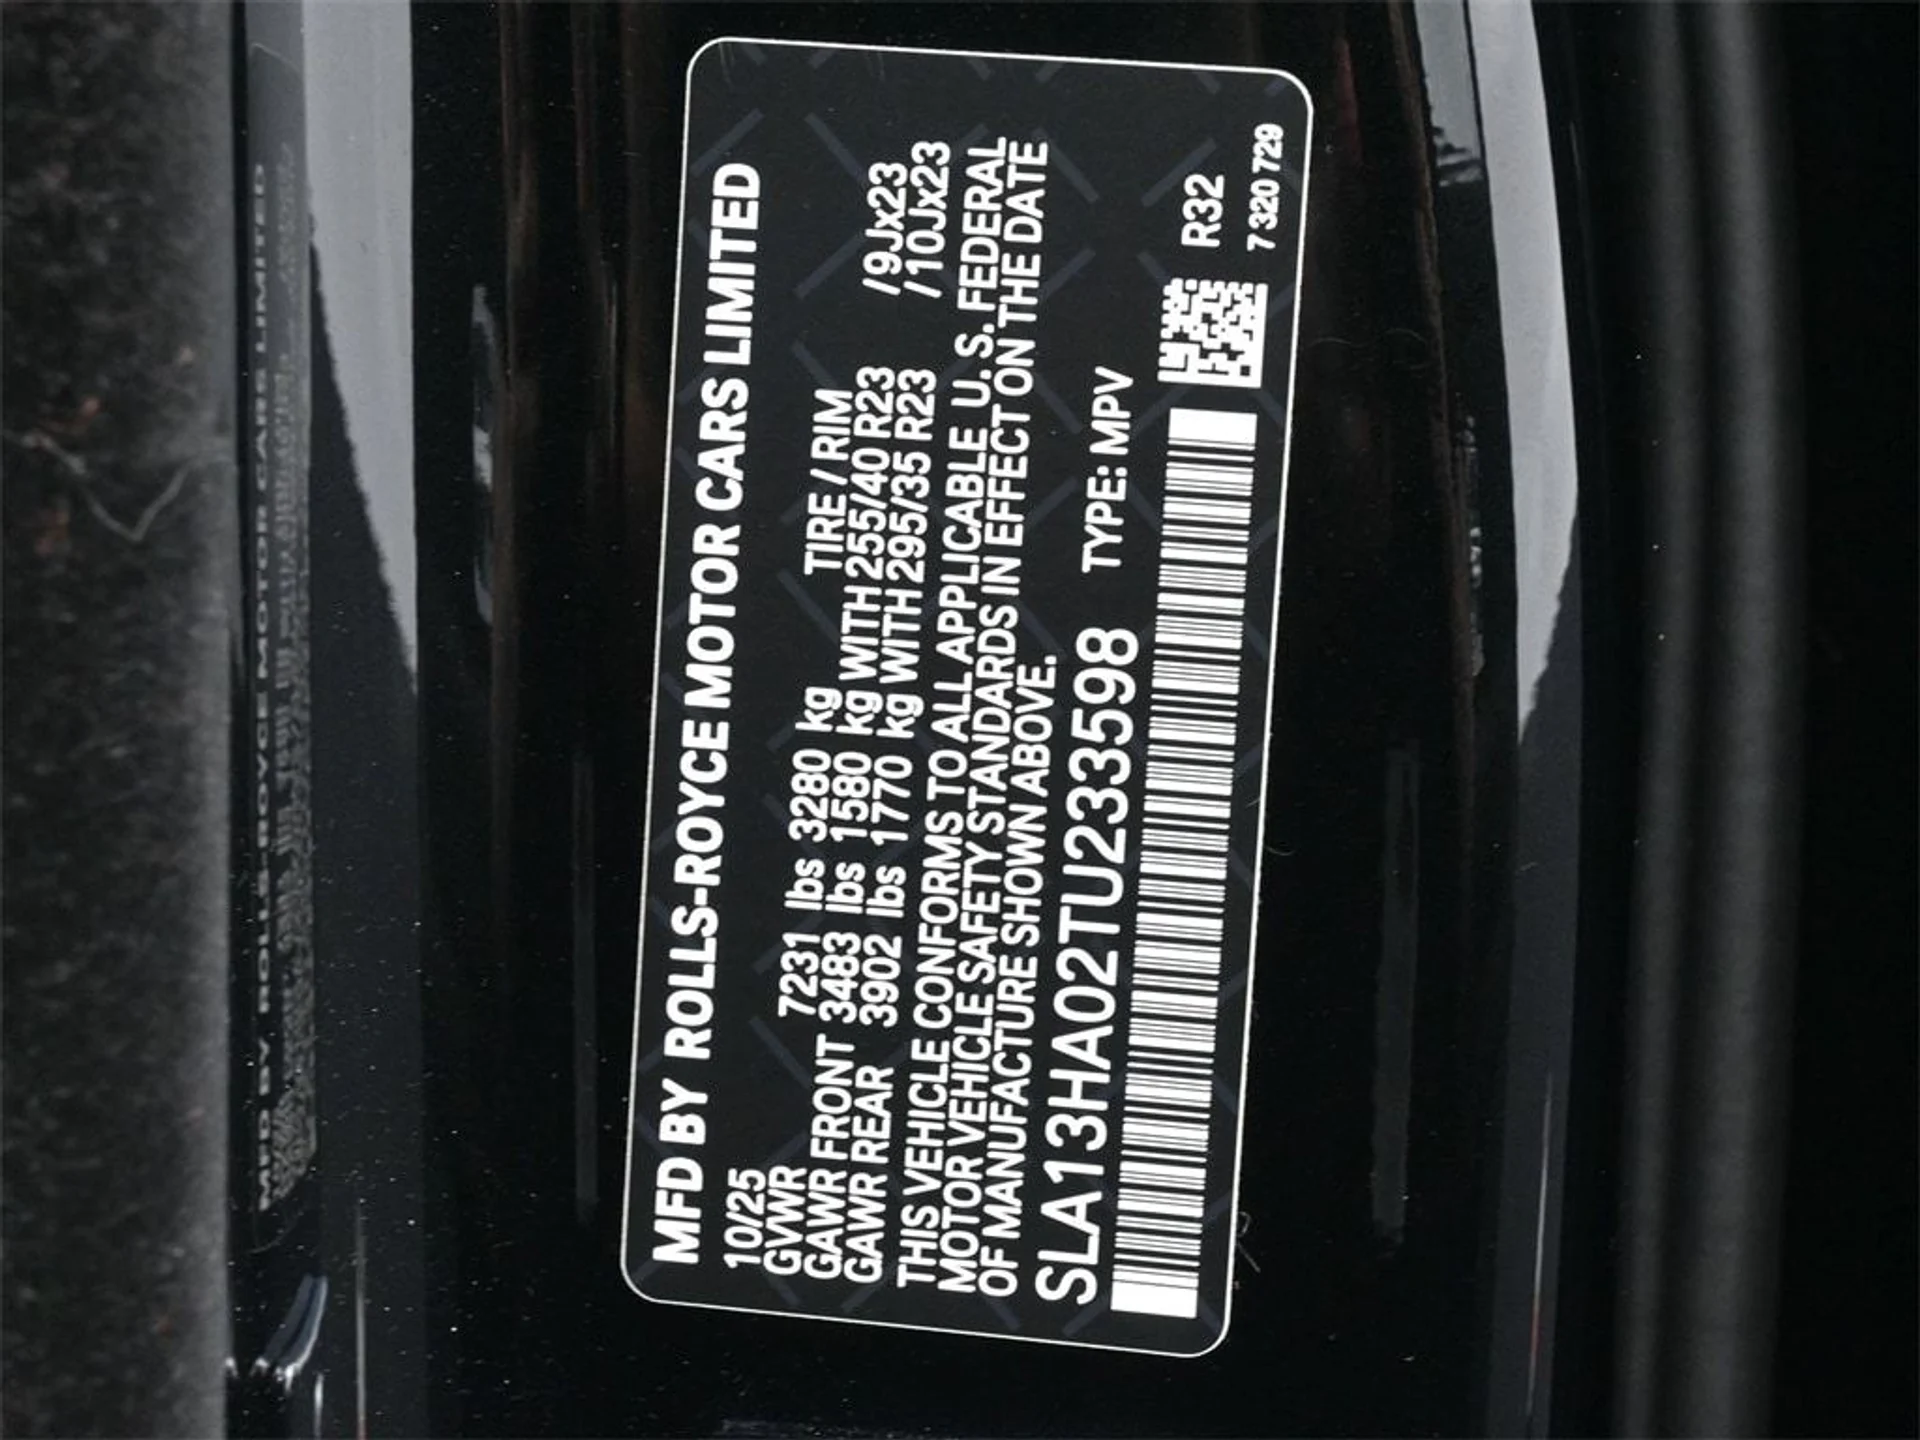 MFD BY ROLLS-ROYCE MOTOR CARS LIMITED
10/25
GVWR 7231 lbs 3280 kg TIRE / RIM
GAWR FRONT 3483 lbs 1580 kg WITH 255/40 R23 / 9Jx23
GAWR REAR 3902 lbs 1770 kg WITH 295/35 R23 / 10Jx23
THIS VEHICLE CONFORMS TO ALL APPLICABLE U. S. FEDERAL
MOTOR VEHICLE SAFETY STANDARDS IN EFFECT ON THE DATE
OF MANUFACTURE SHOWN ABOVE.
SLA13HA02TU233598 TYPE: MPV
R32
7 320 729